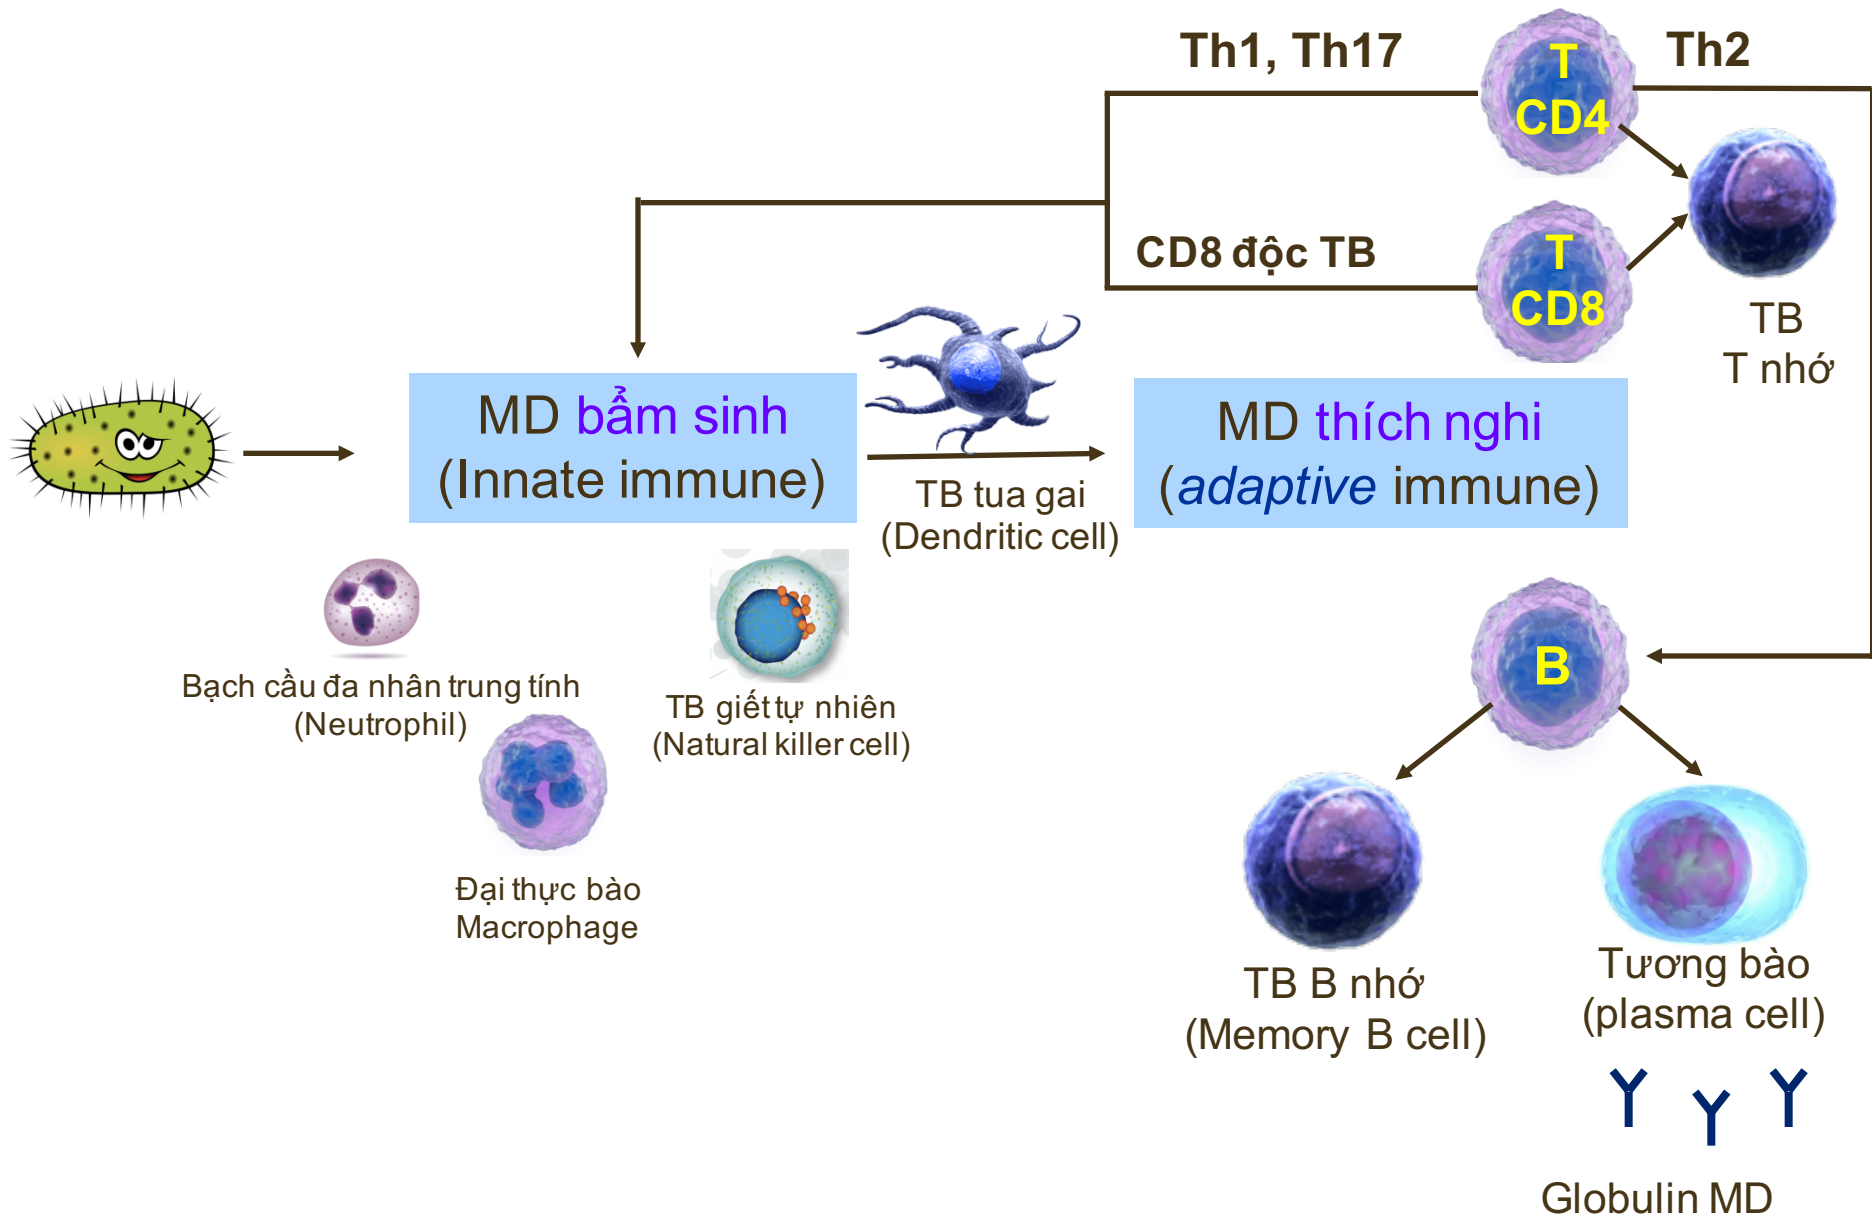 Th1, Th17
T
CD4
Th2
CD8 độc TB
T
CD8
TB
T nhớ
MD bẩm sinh
(Innate immune)
TB tua gai
(Dendritic cell)
MD thích nghi
(adaptive immune)
Bạch cầu đa nhân trung tính
(Neutrophil)
TB giết tự nhiên
(Natural killer cell)
Đại thực bào
Macrophage
B
TB B nhớ
(Memory B cell)
Tương bào
(plasma cell)
Globulin MD